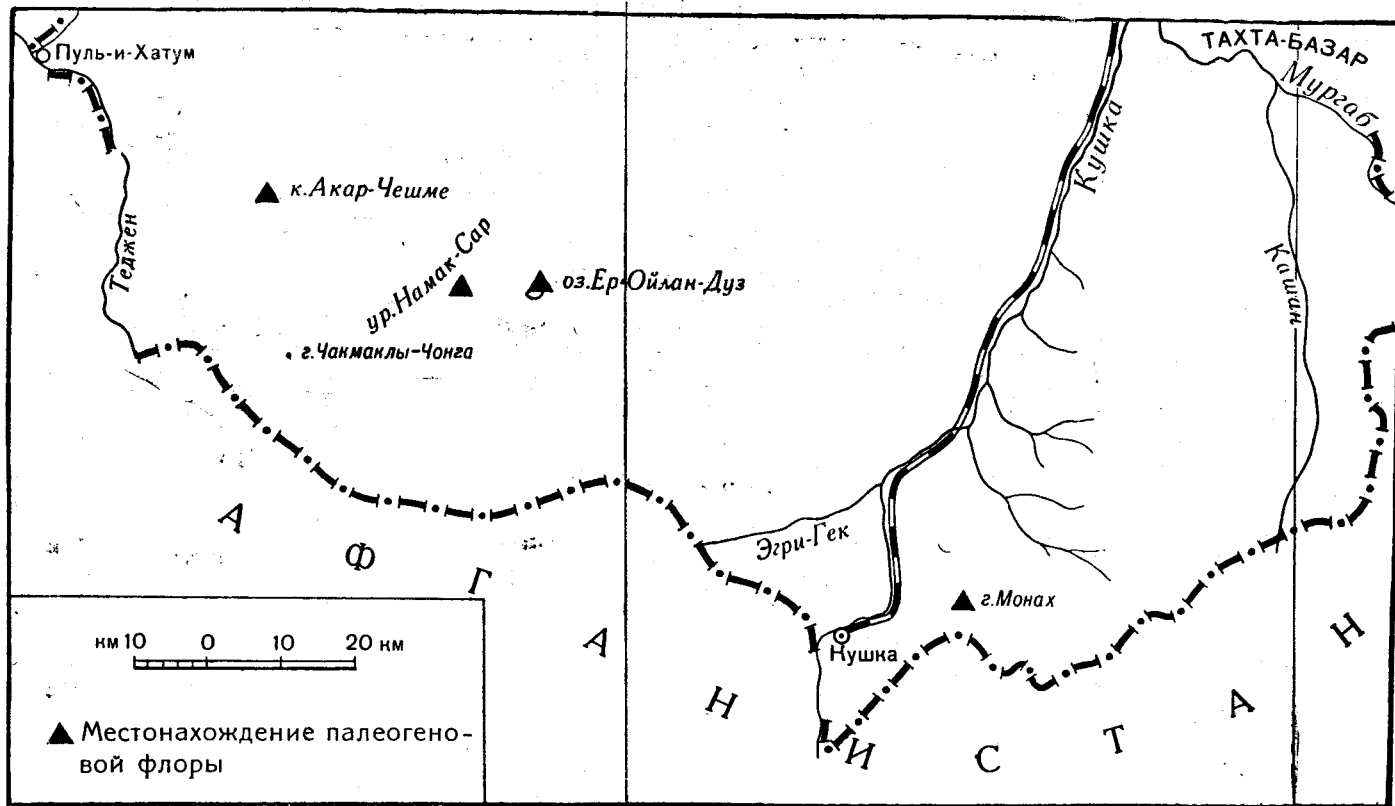 Пуль-и-Хатум
ТАХТА-БАЗАР
Мургаб
Кушка
к.Акар-Чешме
Теджен
ур.Намак-Сар
оз.Ер-Ойлан-Дуз
Кашан
г.Чакмаклы-Чонга
Эгри-Гек
г.Монах
Кушка
АФГАНИСТАН
км 10 0 10 20 км
Местонахождение палеогено-
вой флоры